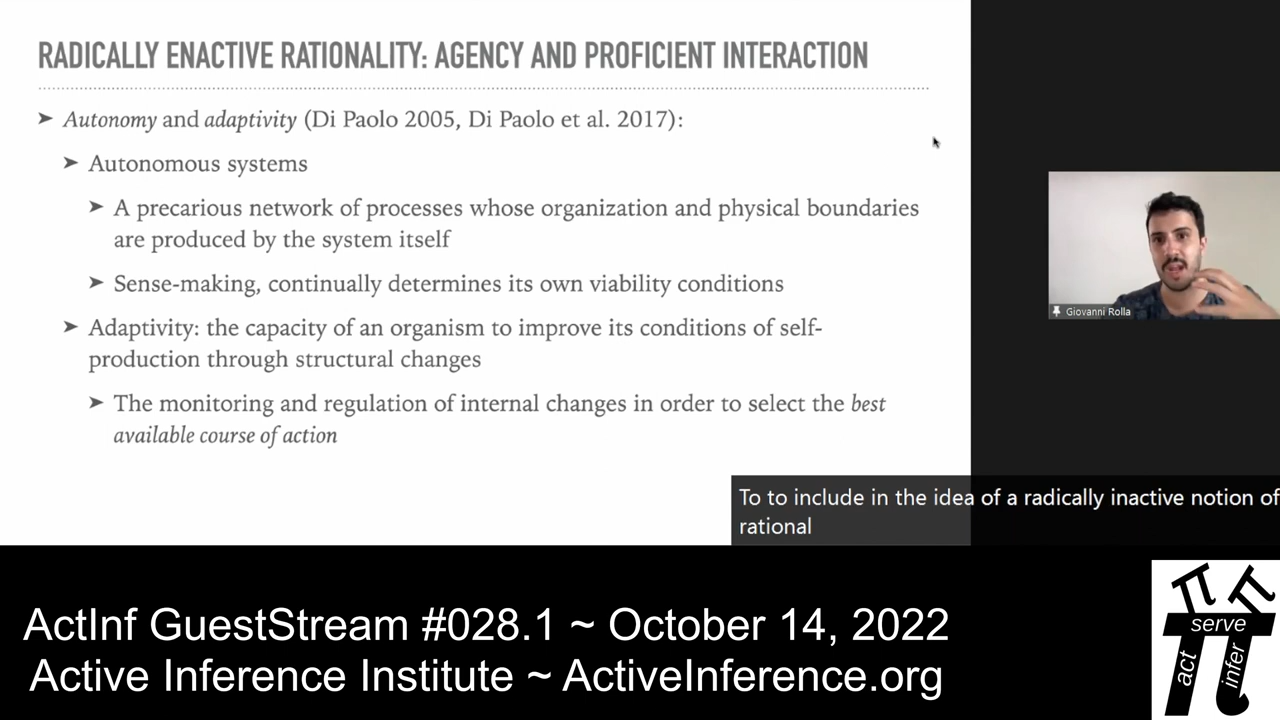 RADICALLY ENACTIVE RATIONALITY: AGENCY AND PROFICIENT INTERACTION
➤ Autonomy and adaptivity (Di Paolo 2005, Di Paolo et al. 2017):
➤ Autonomous systems
➤ A precarious network of processes whose organization and physical boundaries
are produced by the system itself
➤ Sense-making, continually determines its own viability conditions
➤ Adaptivity: the capacity of an organism to improve its conditions of self-
production through structural changes
➤ The monitoring and regulation of internal changes in order to select the best
available course of action
Giovanni Rolla
To to include in the idea of a radically inactive notion of
rational
ActInf GuestStream #028.1 ~ October 14, 2022
Active Inference Institute ~ ActiveInference.org
π π
serve
act
infer